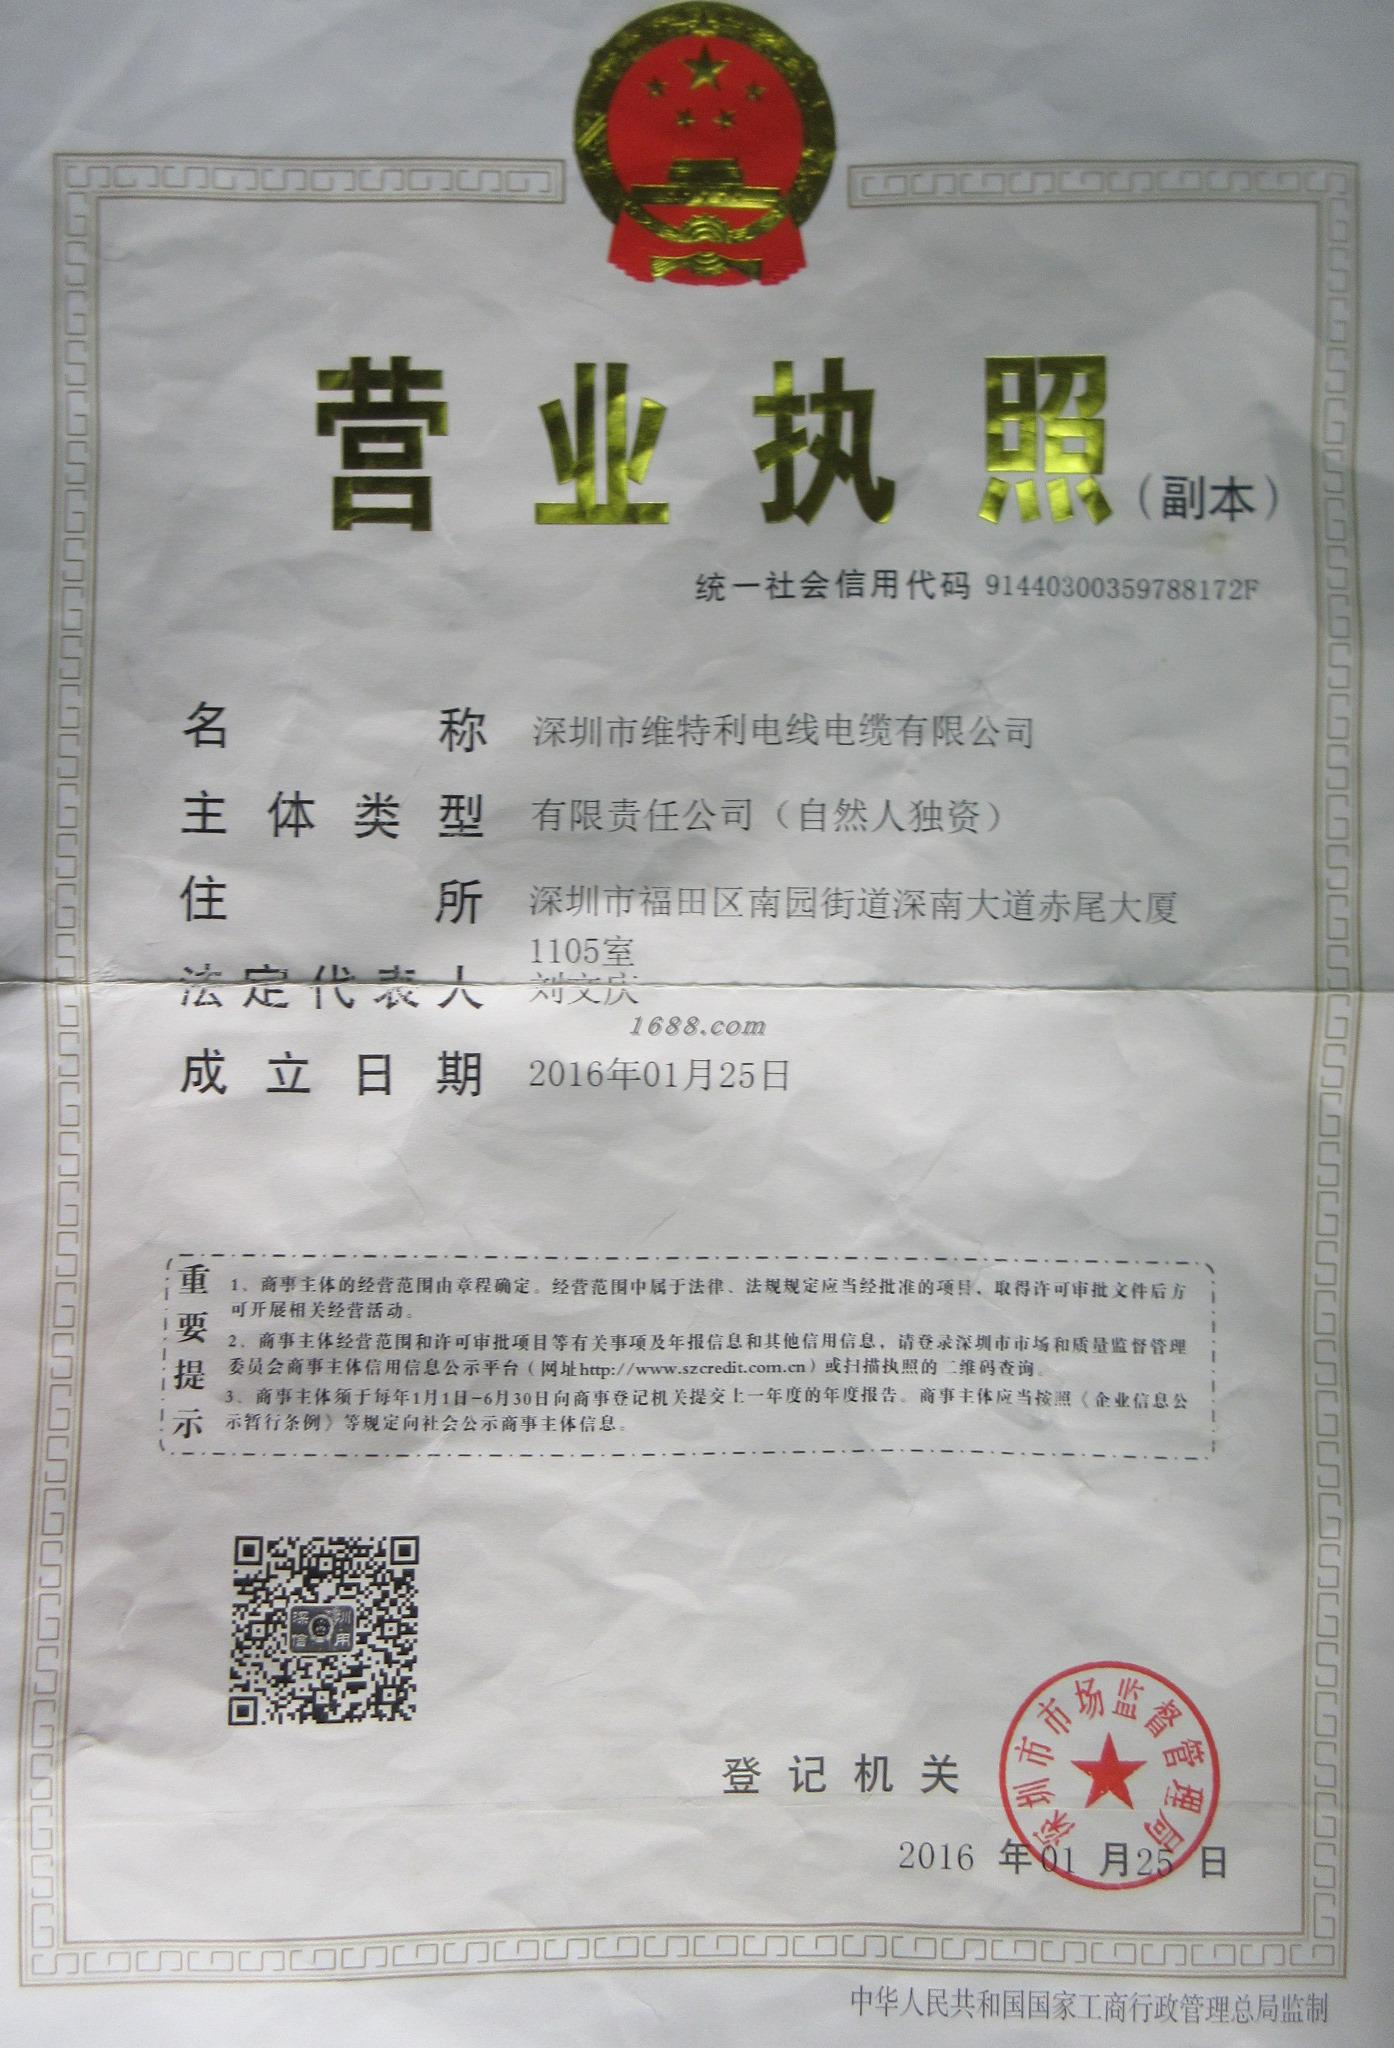 营业执照（副本）
统一社会信用代码 91440300359788172F
名称 深圳市维特利电线电缆有限公司
主体类型 有限责任公司（自然人独资）
住所 深圳市福田区南园街道深南大道赤尾大厦
1105室
法定代表人 刘文庆
1688.com
成立日期 2016年01月25日
重要提示
1、商事主体的经营范围由章程确定。经营范围中属于法律、法规规定应当经批准的项目，取得许可审批文件后方
可开展相关经营活动。
2、商事主体经营范围和许可审批项目等有关事项及年报信息和其他信用信息，请登录深圳市市场和质量监督管理
委员会商事主体信用信息公示平台（网址http://www.szcredit.com.cn）或扫描执照的二维码查询。
3、商事主体须于每年1月1日-6月30日向商事登记机关提交上一年度的年度报告。商事主体应当按照《企业信息公
示暂行条例》等规定向社会公示商事主体信息。
深圳
信用
登记机关
深圳市市场监督管理局
2016 年01 月25 日
中华人民共和国国家工商行政管理总局监制